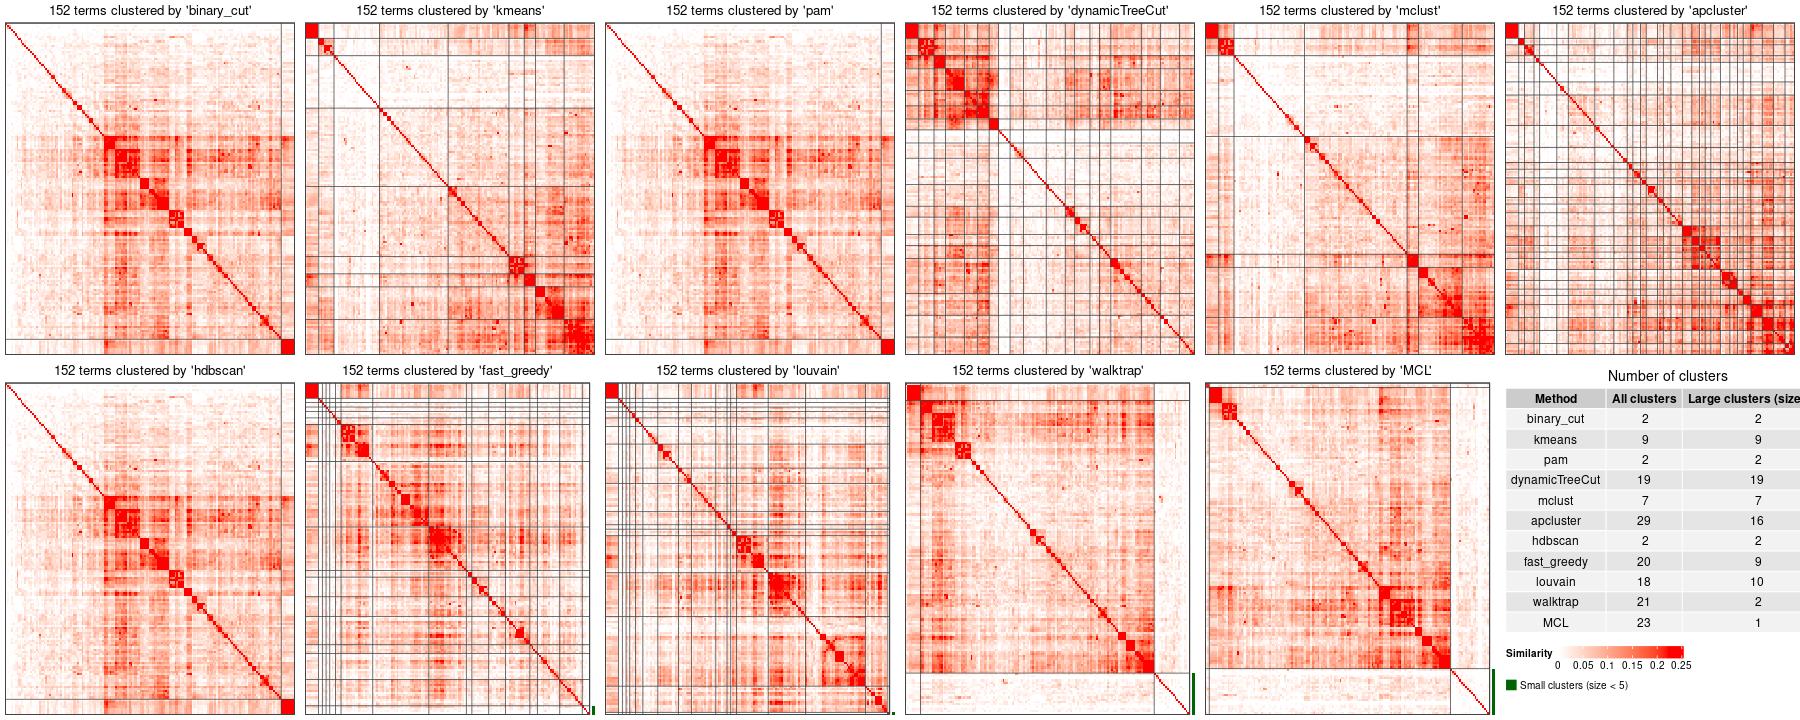 152 terms clustered by 'binary_cut'
152 terms clustered by 'kmeans'
152 terms clustered by 'pam'
152 terms clustered by 'dynamicTreeCut'
152 terms clustered by 'mclust'
152 terms clustered by 'apcluster'
152 terms clustered by 'hdbscan'
152 terms clustered by 'fast_greedy'
152 terms clustered by 'louvain'
152 terms clustered by 'walktrap'
152 terms clustered by 'MCL'
Number of clusters
Method All clusters Large clusters (size
binary_cut 2 2
kmeans 9 9
pam 2 2
dynamicTreeCut 19 19
mclust 7 7
apcluster 29 16
hdbscan 2 2
fast_greedy 20 9
louvain 18 10
walktrap 21 2
MCL 23 1
Similarity
0 0.05 0.1 0.15 0.2 0.25
Small clusters (size < 5)